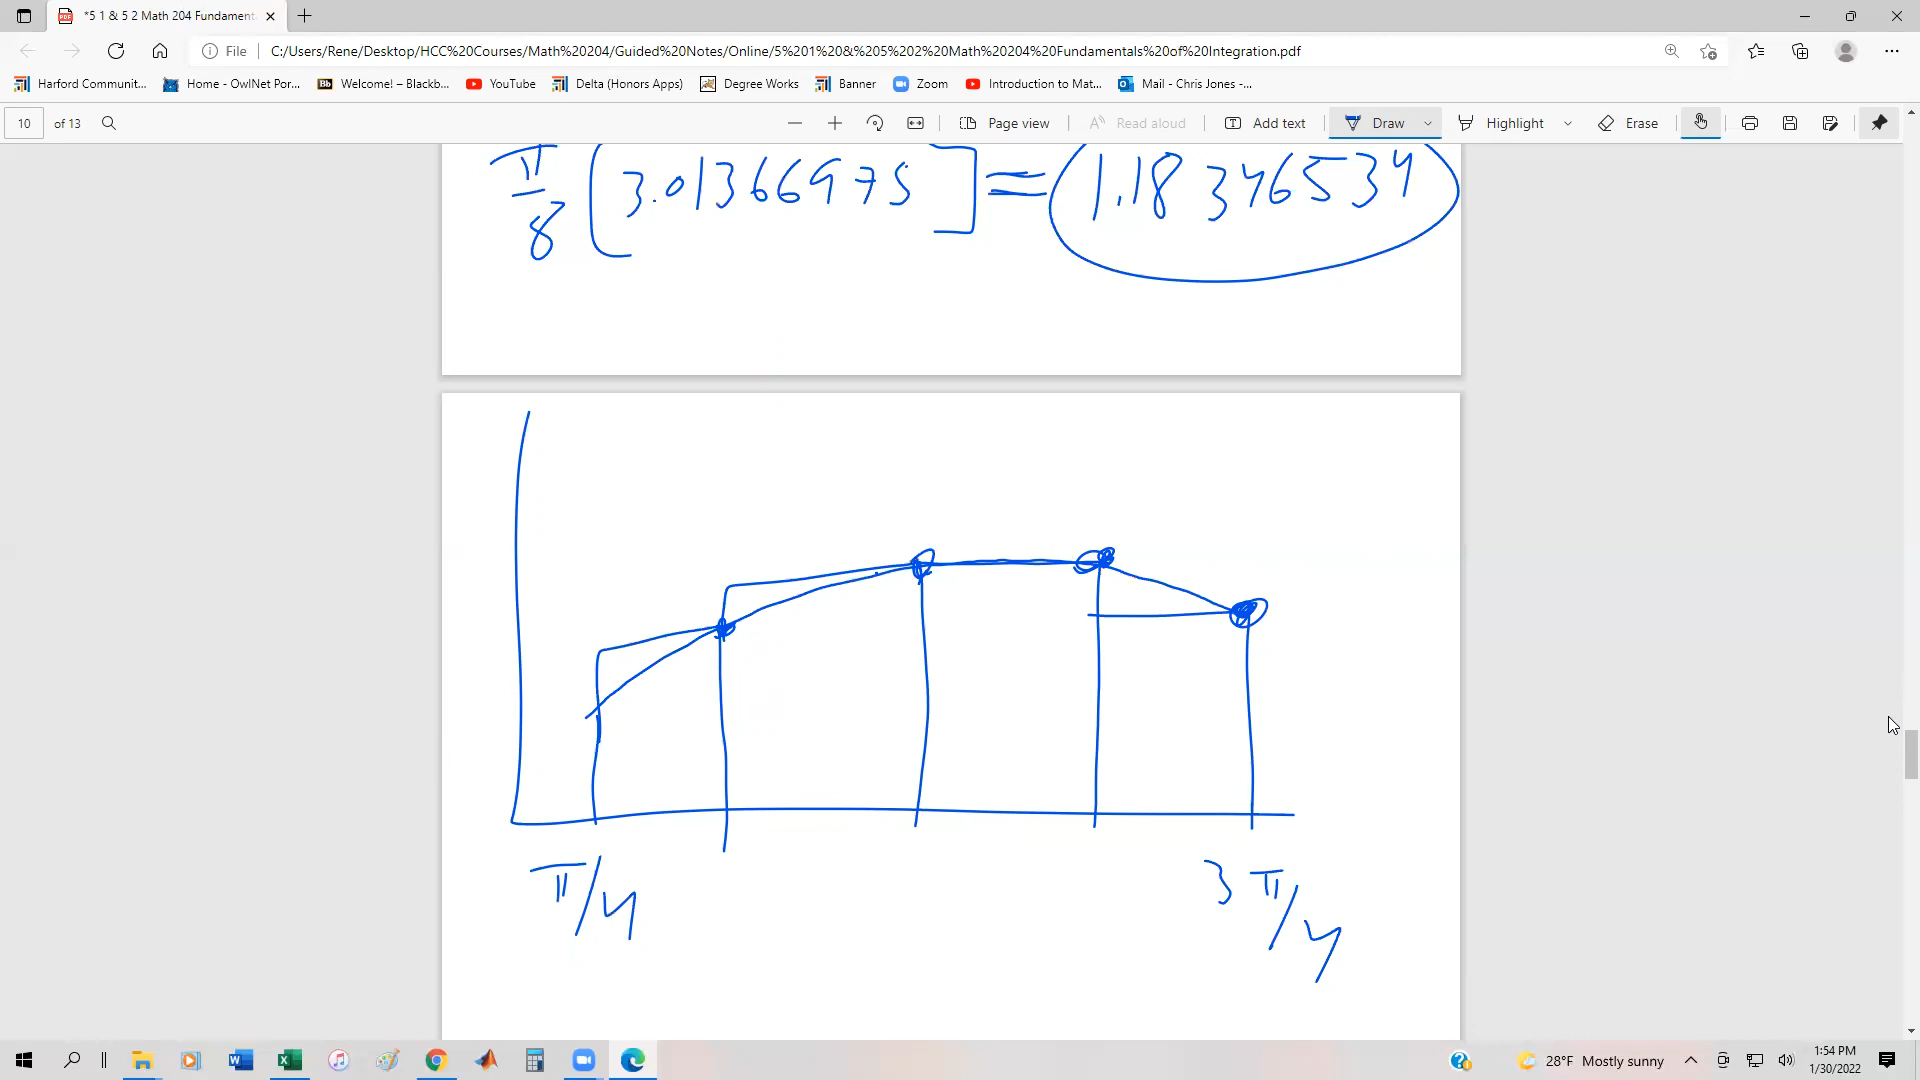 *5 1 & 5 2 Math 204 Fundament
File C:/Users/Rene/Desktop/HCC%20Courses/Math%20204/Guided%20Notes/Online/5%201%20&%205%202%20Math%20204%20Fundamentals%20of%20Integration.pdf
Harford Communit... Home - OwlNet Por... Bb Welcome! – Blackb... YouTube Delta (Honors Apps) Degree Works Banner Zoom Introduction to Mat... Mail - Chris Jones -...
10 of 13 Page view Read aloud Add text Draw Highlight Erase
π/8 [3.01366975] = 1.18346534
π/4 3π/4
28°F Mostly sunny 1:54 PM
1/30/2022